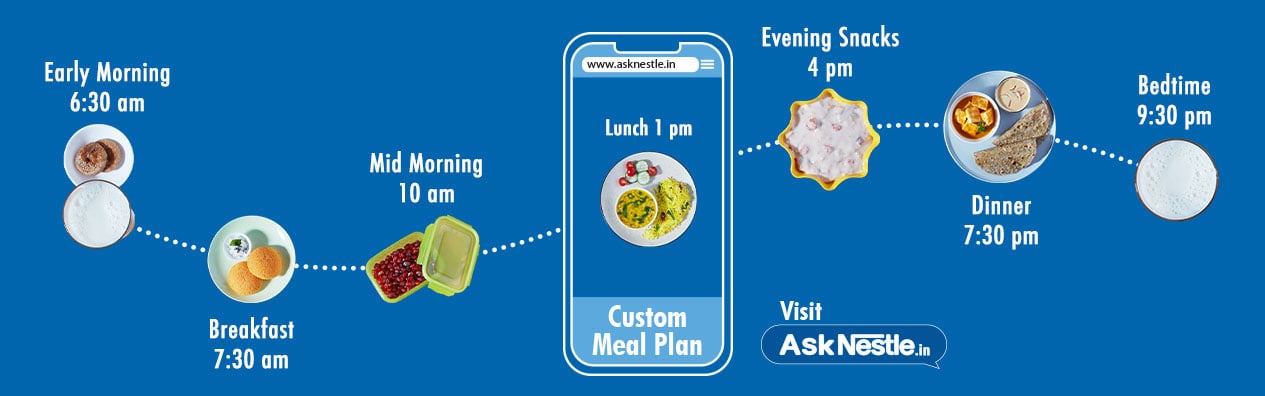 Early Morning
6:30 am
Breakfast
7:30 am
Mid Morning
10 am
www.asknestle.in
Lunch 1 pm
Custom
Meal Plan
Evening Snacks
4 pm
Dinner
7:30 pm
Bedtime
9:30 pm
Visit
AskNestle.in